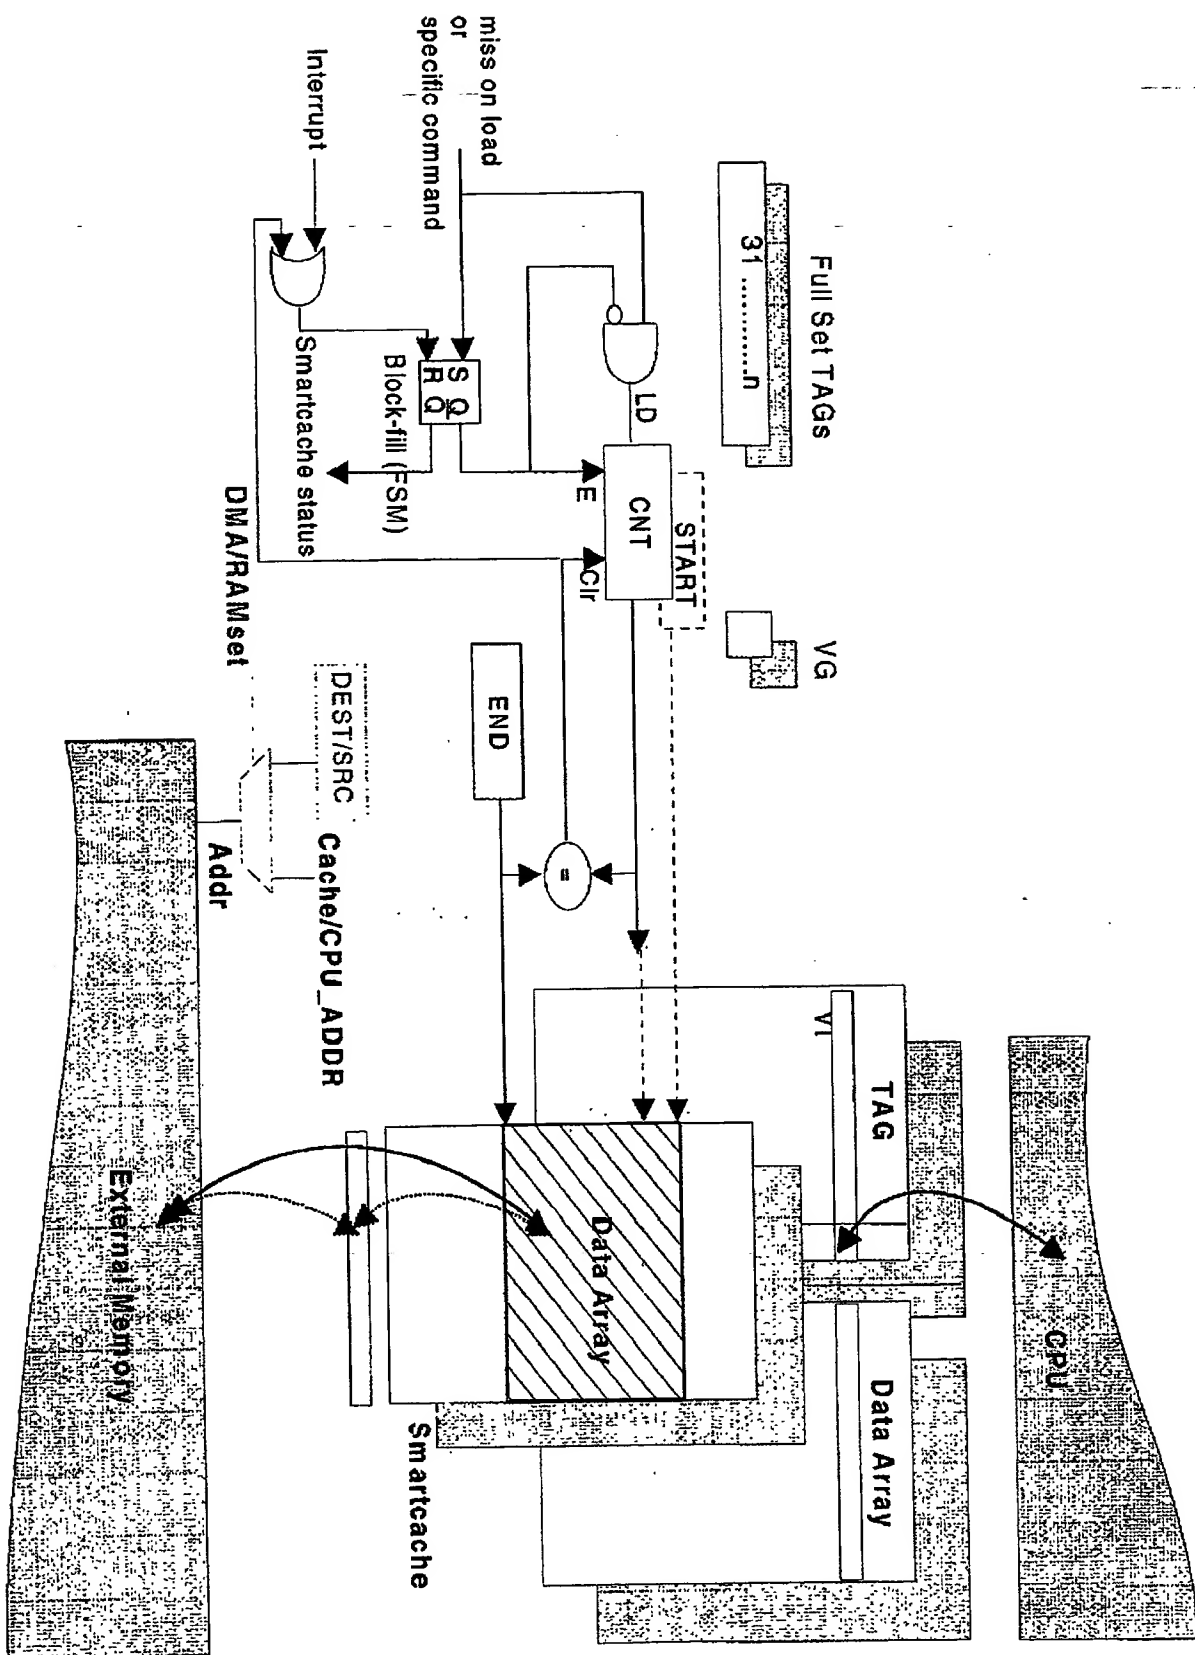 CPU
Full Set TAGs
31 ............n
VG
TAG
VI
Data Array
START
LD
CNT
E
Clr
miss on load
or
specific command
S Q
R Q
Block-fill (FSM)
Interrupt
Smartcache status
END
=
Data Array
Smartcache
DMA/RAMset
DEST/SRC
Cache/CPU_ADDR
Addr
External Memory